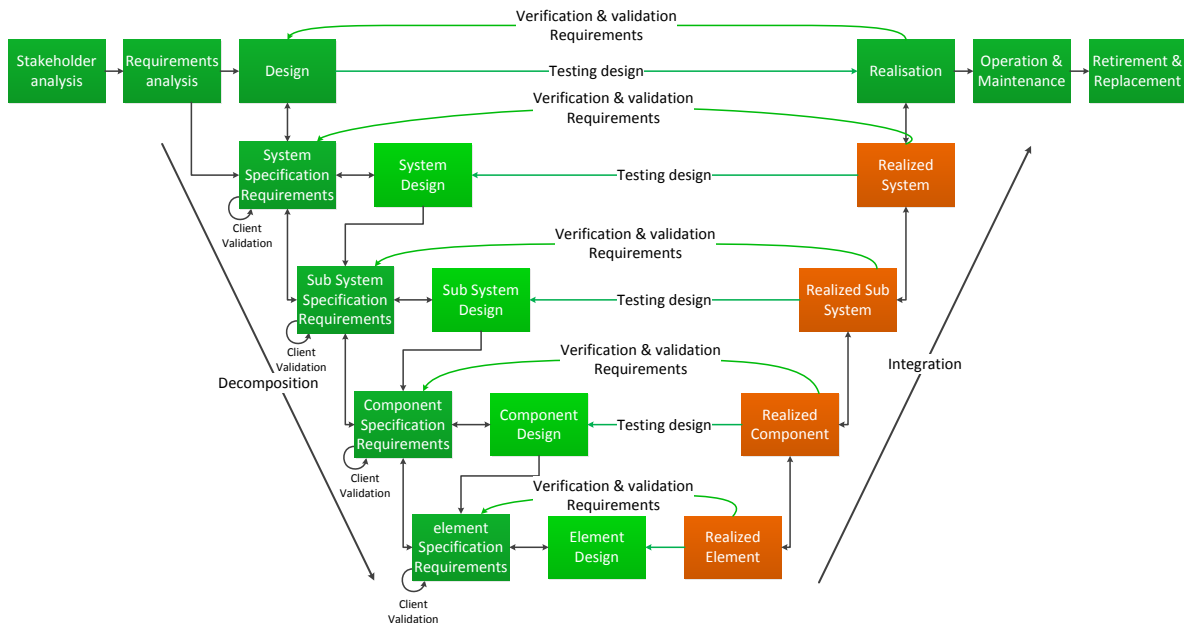 Verification & validation
Requirements
Stakeholder
analysis
Requirements
analysis
Design
Testing design
Realisation
Operation &
Maintenance
Retirement &
Replacement
Verification & validation
Requirements
System
Specification
Requirements
System
Design
Testing design
Realized
System
Client
Validation
Verification & validation
Requirements
Sub System
Specification
Requirements
Sub System
Design
Testing design
Realized Sub
System
Client
Validation
Decomposition
Verification & validation
Requirements
Integration
Component
Specification
Requirements
Component
Design
Testing design
Realized
Component
Client
Validation
Verification & validation
Requirements
element
Specification
Requirements
Element
Design
Realized
Element
Client
Validation